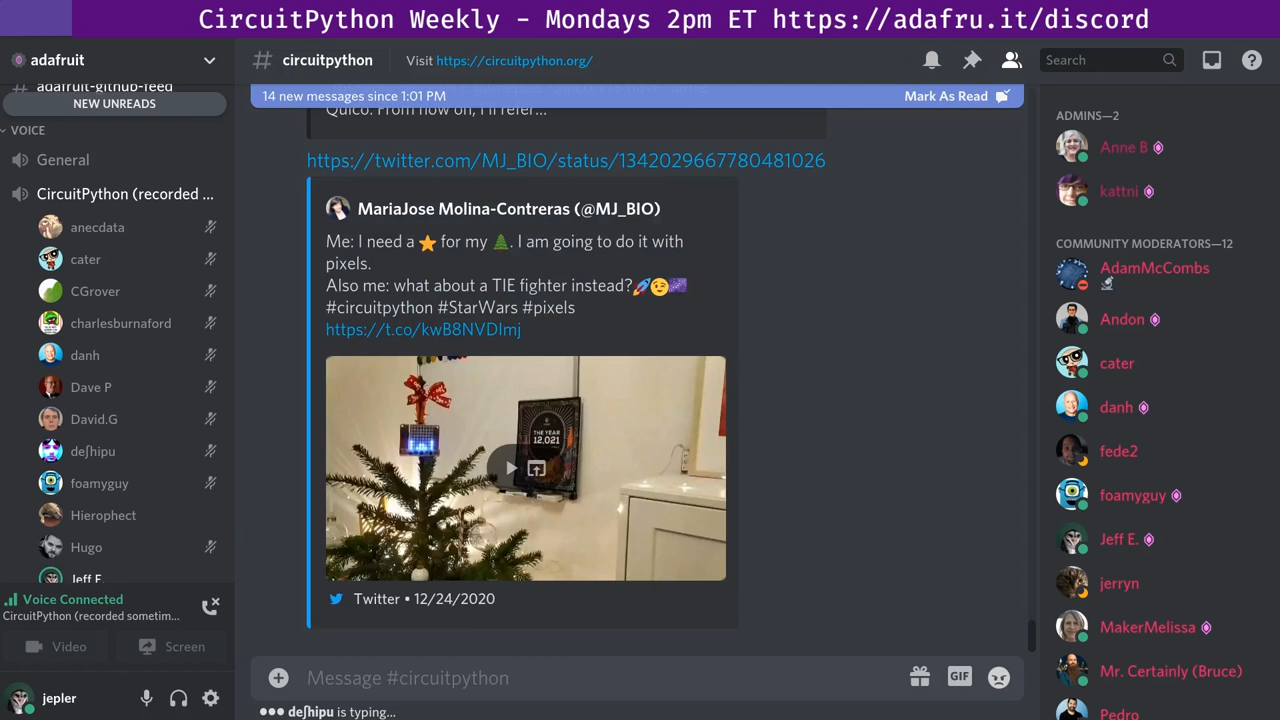 CircuitPython Weekly - Mondays 2pm ET https://adafru.it/discord
adafruit
adafruit-github-feed
NEW UNREADS
VOICE
General
CircuitPython (recorded ...
anecdata
cater
CGrover
charlesburnaford
danh
Dave P
David.G
deʃhipu
foamyguy
Hierophect
Hugo
Jeff E.
Voice Connected
CircuitPython (recorded sometim...
Video
Screen
jepler
# circuitpython
Visit https://circuitpython.org/
Search
14 new messages since 1:01 PM
Mark As Read
Quico. From now on, I'll refer...
https://twitter.com/MJ_BIO/status/1342029667780481026
MariaJose Molina-Contreras (@MJ_BIO)
Me: I need a ⭐ for my 🎄. I am going to do it with
pixels.
Also me: what about a TIE fighter instead?🚀😉🌌
#circuitpython #StarWars #pixels
https://t.co/kwB8NVDImj
THE YEAR
12,021
Twitter • 12/24/2020
Message #circuitpython
GIF
deʃhipu is typing...
ADMINS—2
Anne B
kattni
COMMUNITY MODERATORS—12
AdamMcCombs
Andon
cater
danh
fede2
foamyguy
Jeff E.
jerryn
MakerMelissa
Mr. Certainly (Bruce)
Pedro